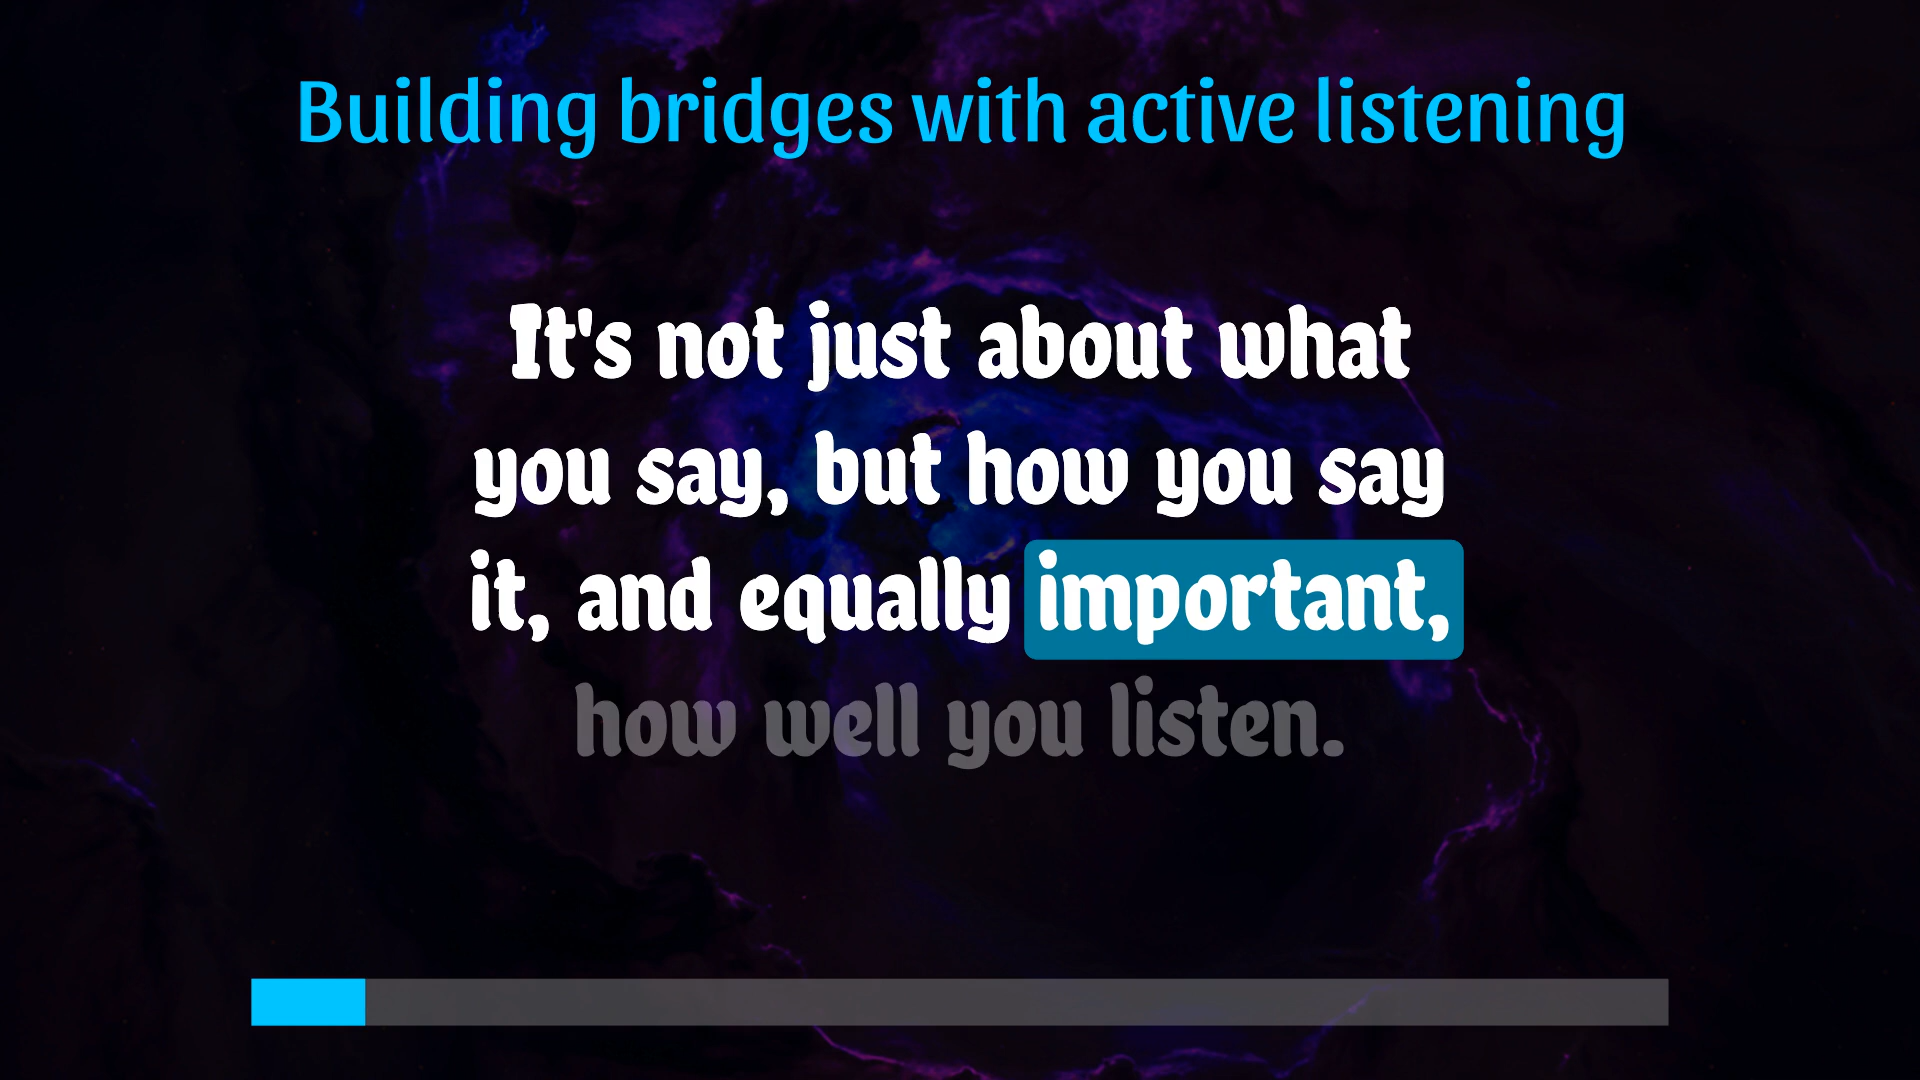 Building bridges with active listening
It's not just about what
you say, but how you say
it, and equally important,
how well you listen.